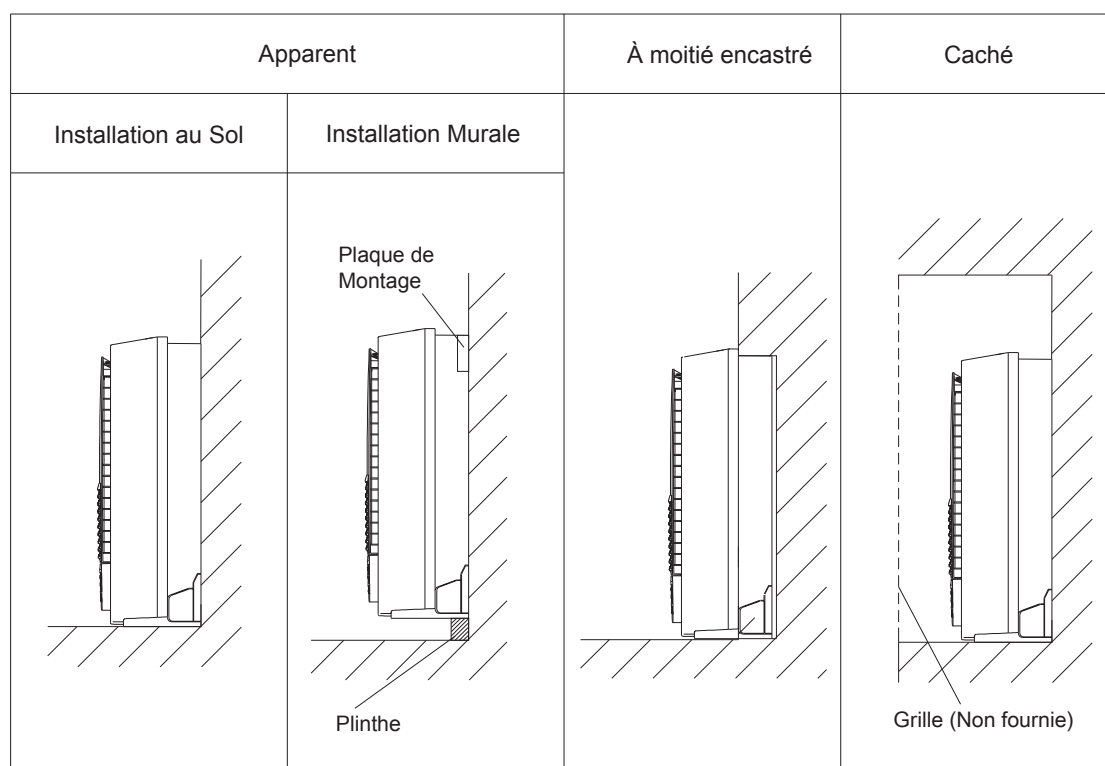 Apparent
À moitié encastré
Caché
Installation au Sol
Installation Murale
Plaque de
Montage
Plinthe
Grille (Non fournie)